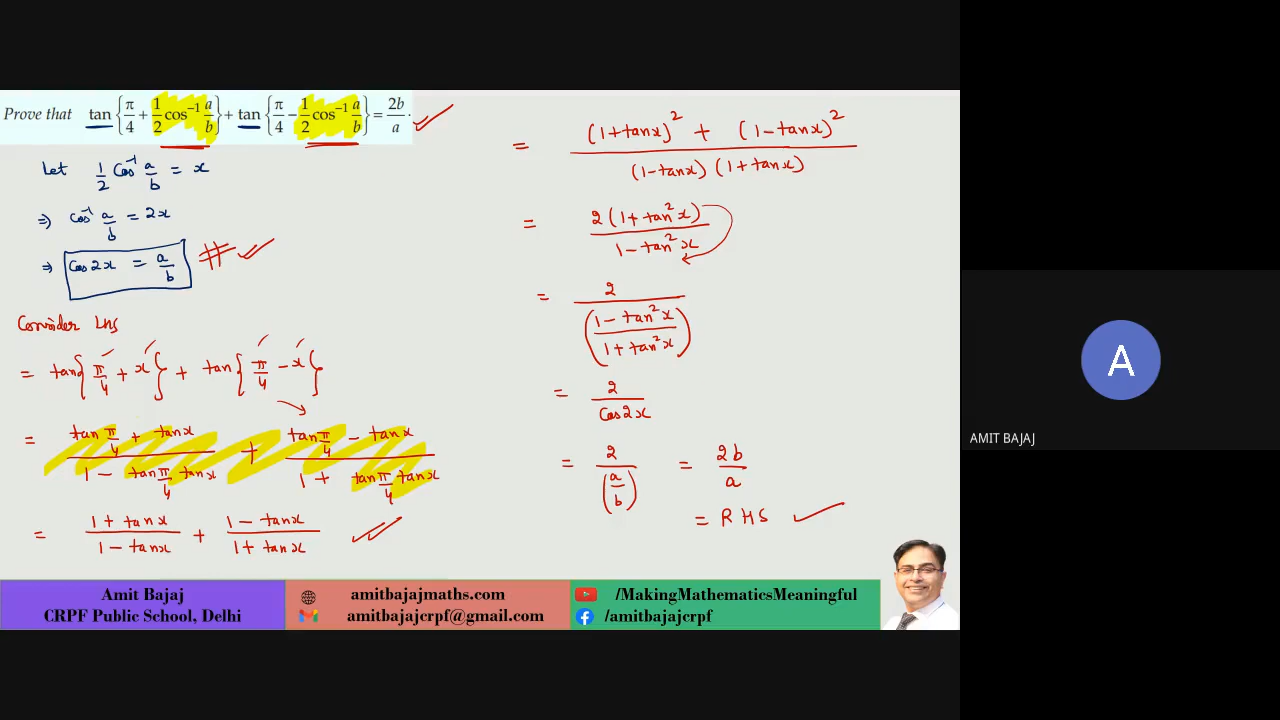 Prove that tan {π/4 + 1/2 cos⁻¹ a/b} + tan {π/4 − 1/2 cos⁻¹ a/b} = 2b/a.
Let 1/2 Cos⁻¹ a/b = x
⇒ Cos⁻¹ a/b = 2x
⇒ Cos 2x = a/b
Consider LHS
= tan{π/4 + x} + tan{π/4 − x}
= (tan π/4 + tan x)/(1 − tan π/4 tan x) + (tan π/4 − tan x)/(1 + tan π/4 tan x)
= (1 + tan x)/(1 − tan x) + (1 − tan x)/(1 + tan x)
= ((1 + tan x)² + (1 − tan x)²)/((1 − tan x)(1 + tan x))
= 2(1 + tan² x)/(1 − tan² x)
= 2/((1 − tan² x)/(1 + tan² x))
= 2/Cos 2x
= 2/(a/b) = 2b/a
= RHS
Amit Bajaj
CRPF Public School, Delhi
amitbajajmaths.com
amitbajajcrpf@gmail.com
/MakingMathematicsMeaningful
/amitbajajcrpf
A
AMIT BAJAJ